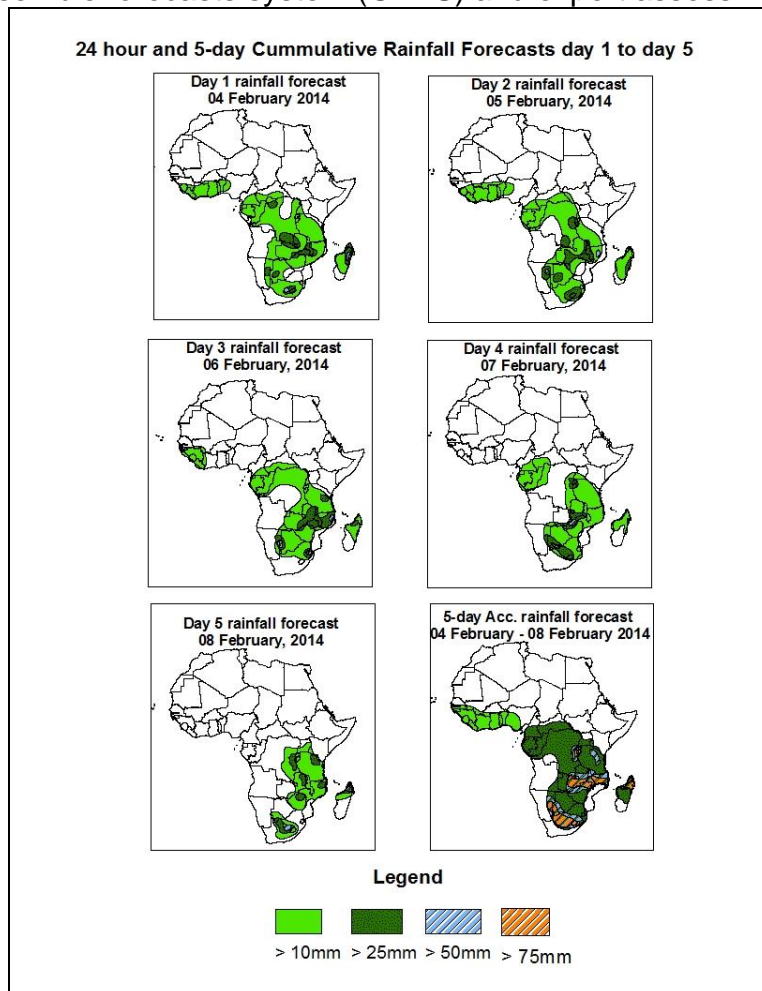 24 hour and 5-day Cummulative Rainfall Forecasts day 1 to day 5
Day 1 rainfall forecast
04 February 2014
Day 2 rainfall forecast
05 February, 2014
Day 3 rainfall forecast
06 February, 2014
Day 4 rainfall forecast
07 February, 2014
Day 5 rainfall forecast
08 February, 2014
5-day Acc. rainfall forecast
04 February - 08 February 2014
Legend
> 10mm > 25mm > 50mm > 75mm